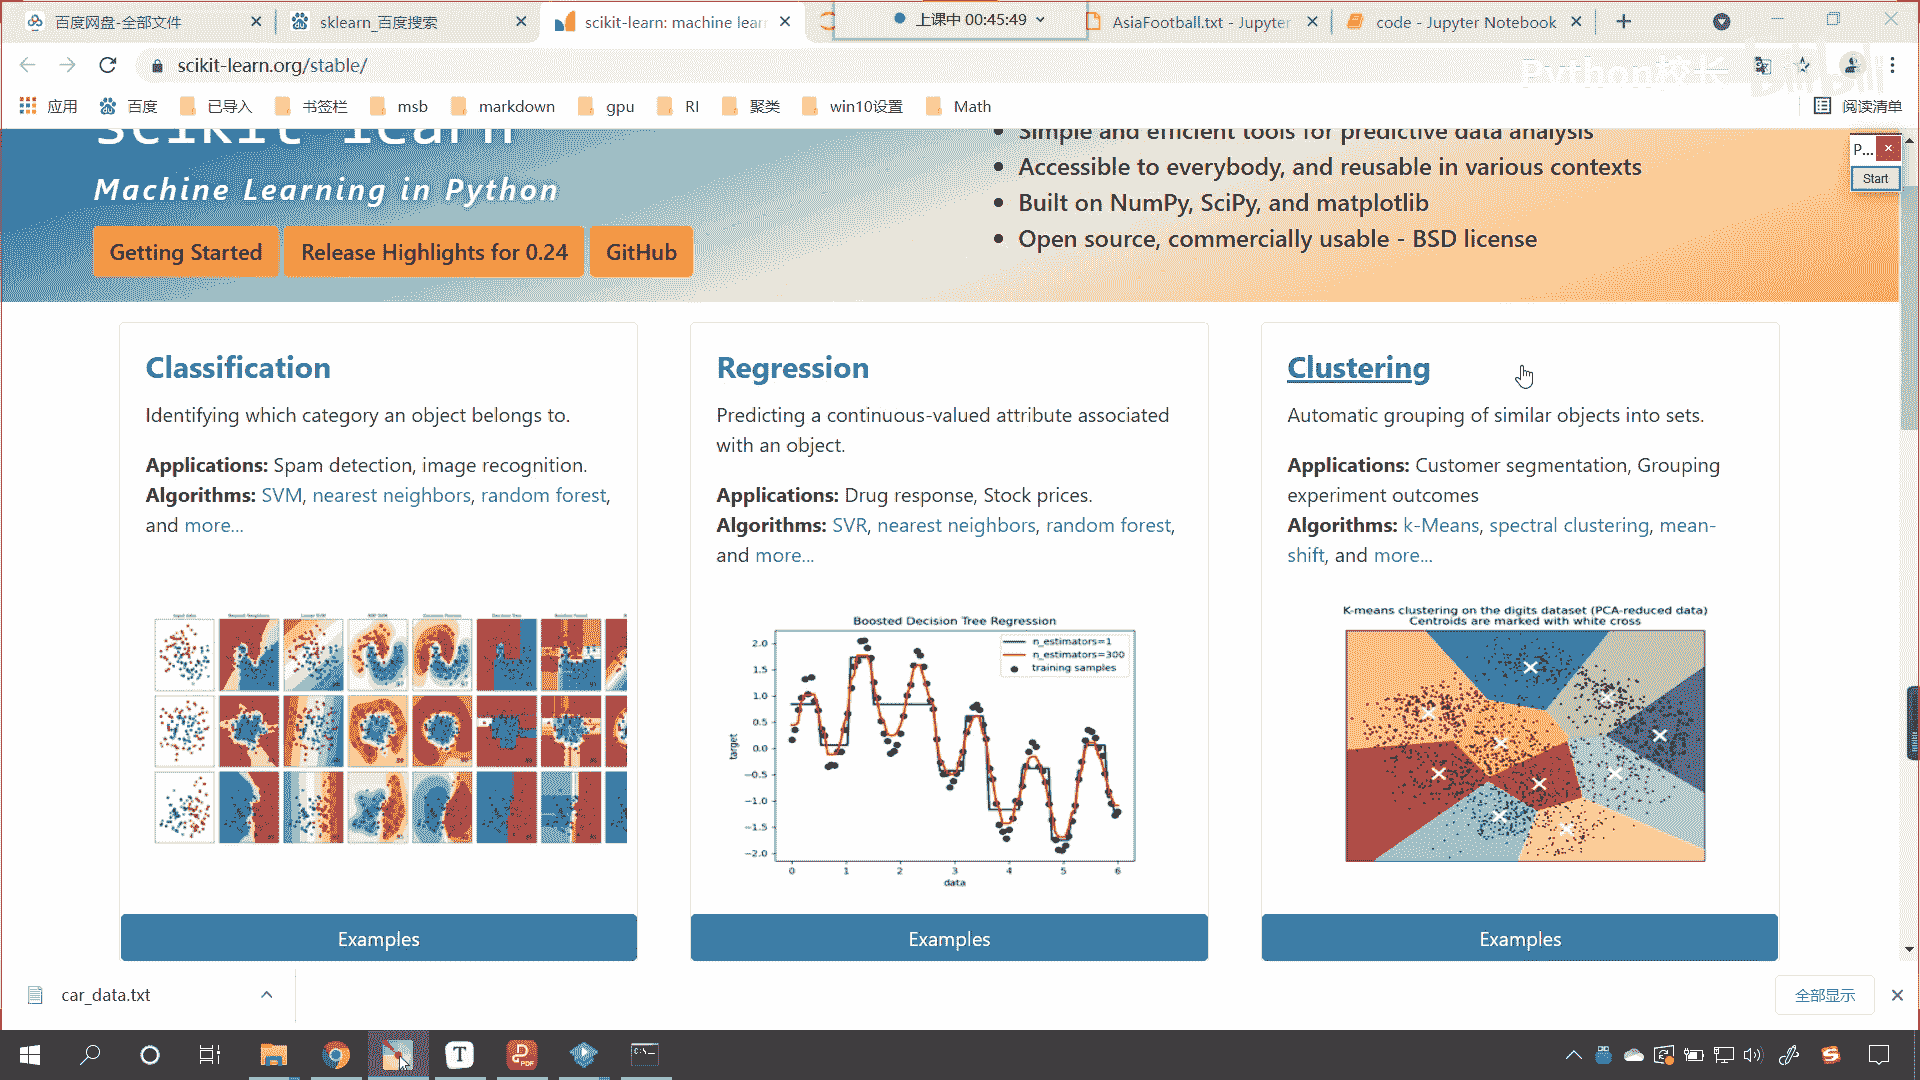 百度网盘-全部文件
sklearn_百度搜索
scikit-learn: machine lear
上课中 00:45:49
AsiaFootball.txt - Jupyter
code - Jupyter Notebook
scikit-learn.org/stable/
Python校长
bilibili
应用
百度
已导入
书签栏
msb
markdown
gpu
RI
聚类
win10设置
Math
阅读清单
scikit-learn
Machine Learning in Python
Getting Started
Release Highlights for 0.24
GitHub
Simple and efficient tools for predictive data analysis
Accessible to everybody, and reusable in various contexts
Built on NumPy, SciPy, and matplotlib
Open source, commercially usable - BSD license
P...
Start
Classification
Identifying which category an object belongs to.
Applications: Spam detection, image recognition.
Algorithms: SVM, nearest neighbors, random forest,
and more...
Examples
Regression
Predicting a continuous-valued attribute associated
with an object.
Applications: Drug response, Stock prices.
Algorithms: SVR, nearest neighbors, random forest,
and more...
Boosted Decision Tree Regression
n_estimators=1
n_estimators=300
training samples
2.0
1.5
1.0
0.5
0.0
−0.5
−1.0
−1.5
−2.0
target
0 1 2 3 4 5 6
data
Examples
Clustering
Automatic grouping of similar objects into sets.
Applications: Customer segmentation, Grouping
experiment outcomes
Algorithms: k-Means, spectral clustering, mean-
shift, and more...
K-means clustering on the digits dataset (PCA-reduced data)
Centroids are marked with white cross
Examples
car_data.txt
全部显示